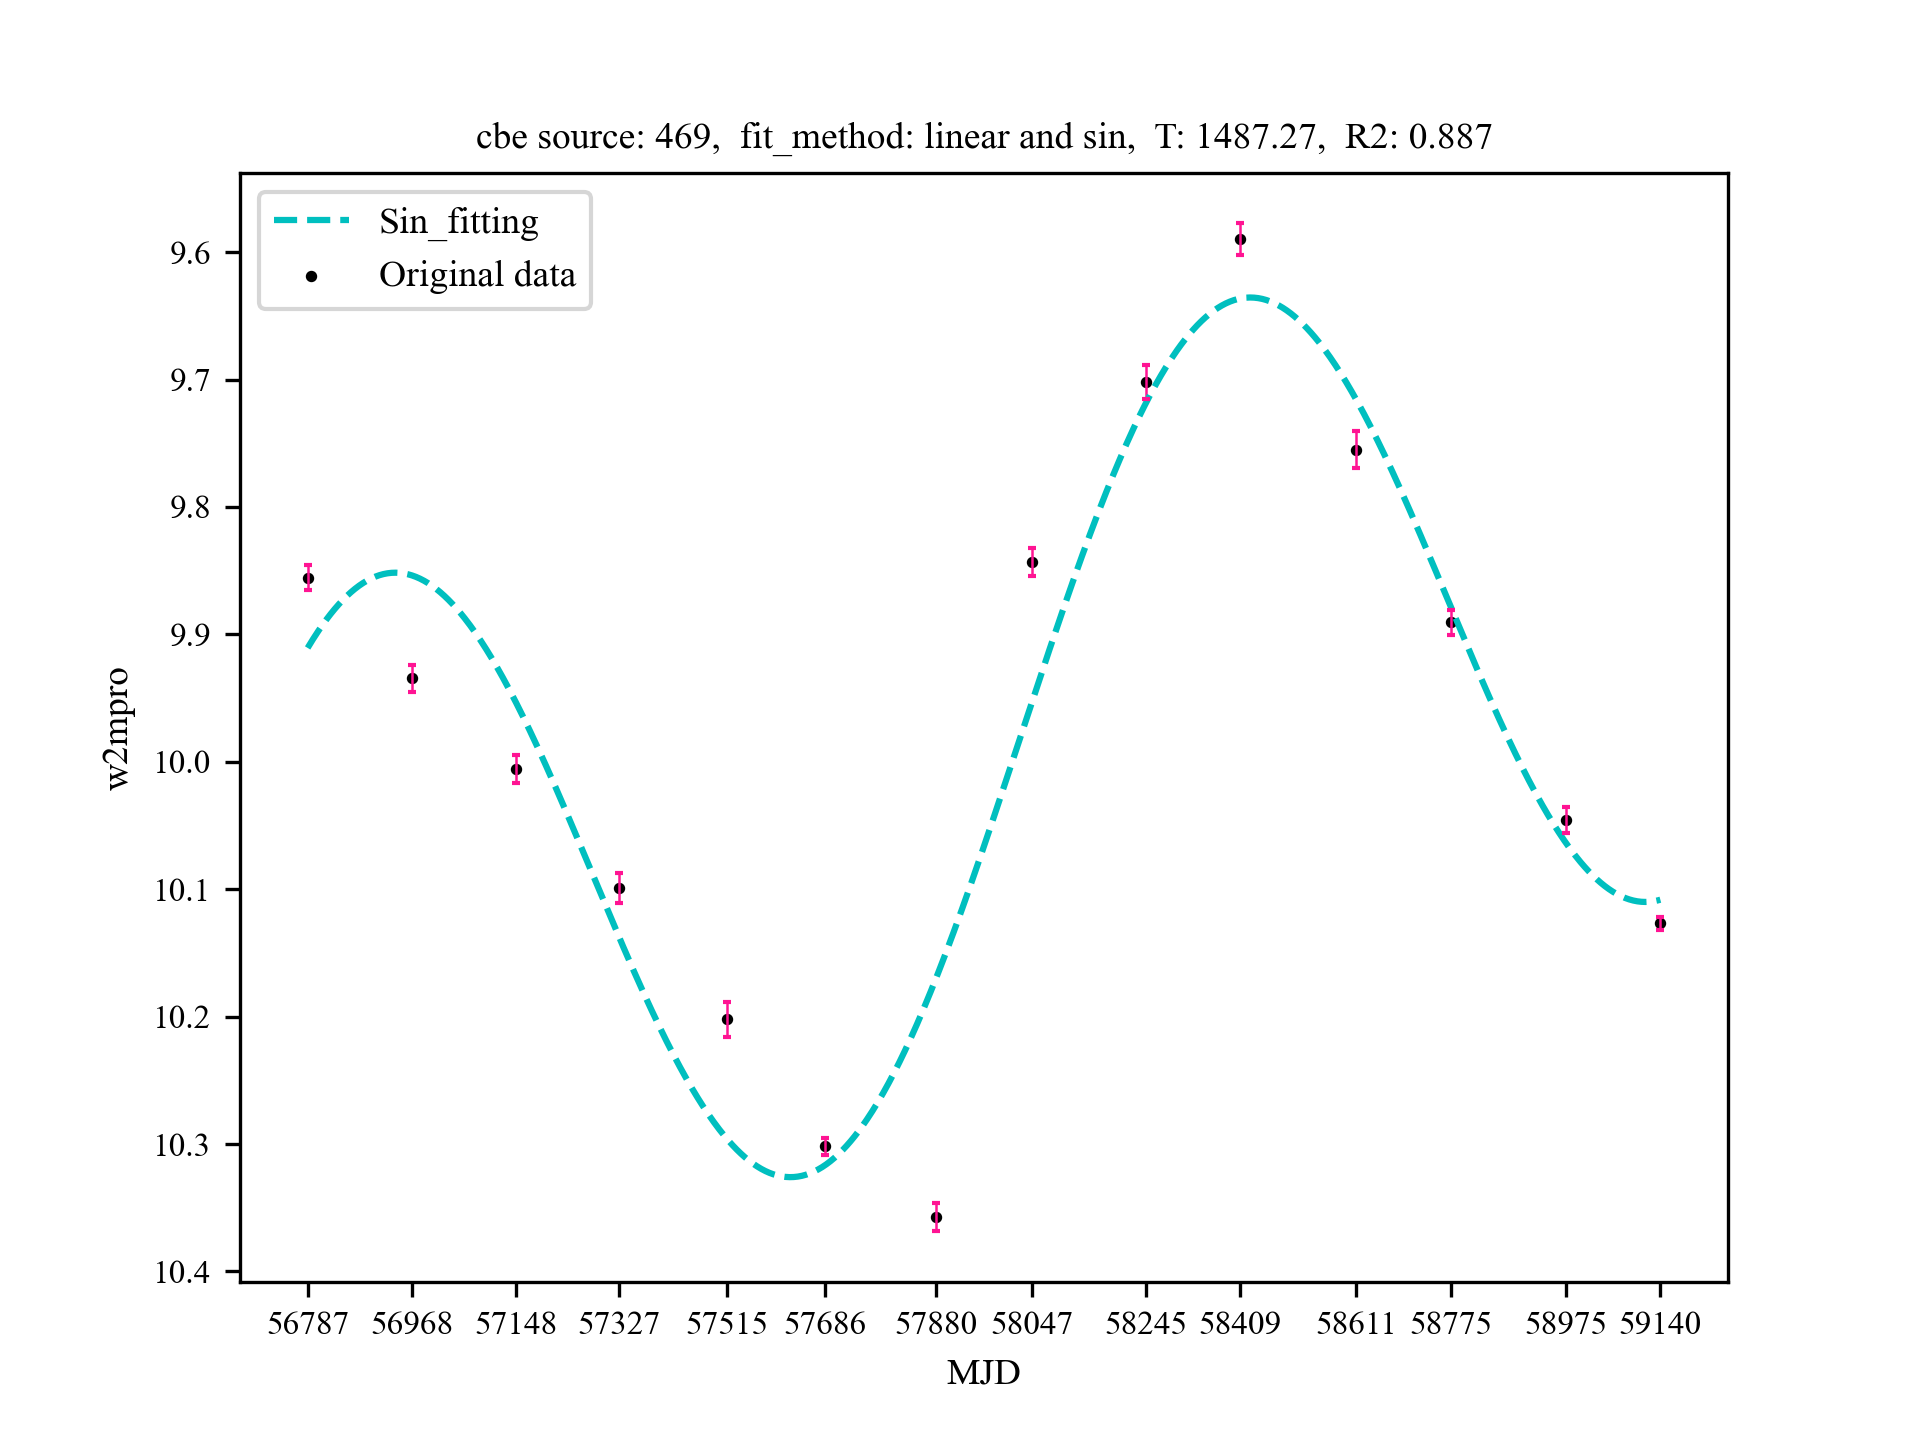 cbe source: 469,  fit_method: linear and sin,  T: 1487.27,  R2: 0.887
Sin_fitting
Original data
9.6
9.7
9.8
9.9
10.0
10.1
10.2
10.3
10.4
w2mpro
56787 56968 57148 57327 57515 57686 57880 58047 58245 58409 58611 58775 58975 59140
MJD